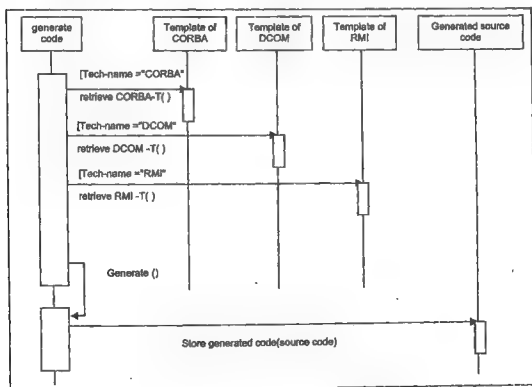 generate
code
Template of
CORBA
Template of
DCOM
Template of
RMI
Generated source
code
[Tech-name ="CORBA"
retrieve CORBA-T( )
[Tech-name ="DCOM"
retrieve DCOM -T( )
[Tech-name ="RMI"
retrieve RMI -T( )
Generate ()
Store generated code(source code)